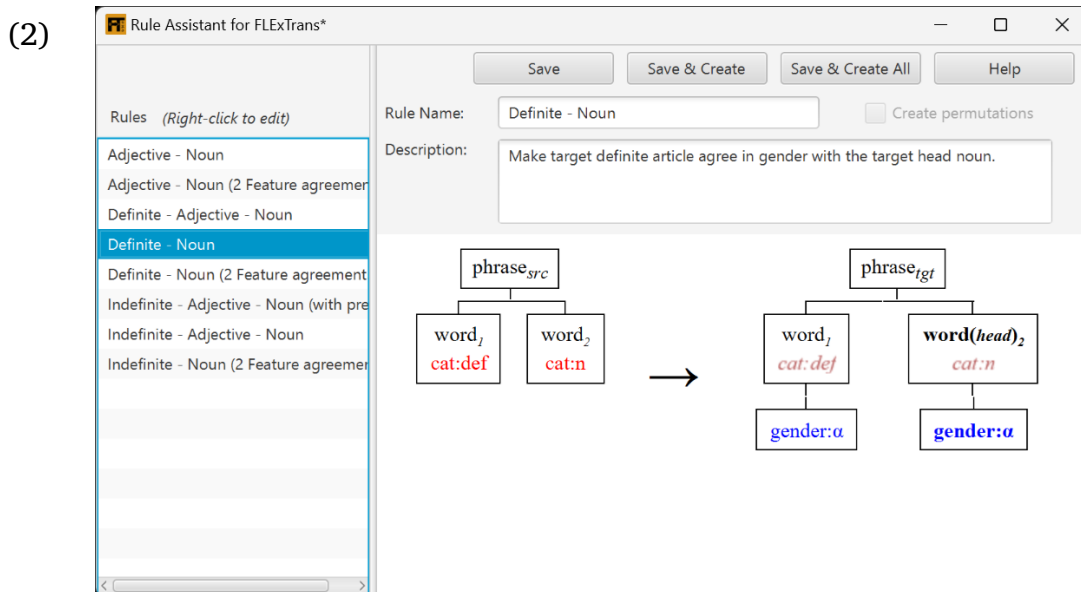 (2)
Rule Assistant for FLExTrans*
Save Save & Create Save & Create All Help
Rules (Right-click to edit)
Rule Name: Definite - Noun Create permutations
Description: Make target definite article agree in gender with the target head noun.
Adjective - Noun
Adjective - Noun (2 Feature agreemer
Definite - Adjective - Noun
Definite - Noun
Definite - Noun (2 Feature agreement
Indefinite - Adjective - Noun (with pre
Indefinite - Adjective - Noun
Indefinite - Noun (2 Feature agreemer
phrasesrc phrasetgt
word1 word2 word1 word(head)2
cat:def cat:n → cat:def cat:n
gender:α gender:α